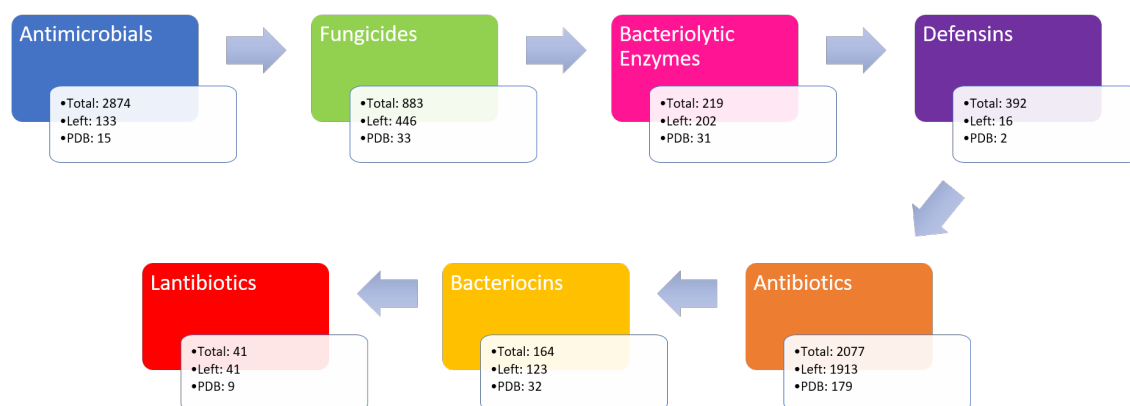 Antimicrobials
•Total: 2874
•Left: 133
•PDB: 15
Fungicides
•Total: 883
•Left: 446
•PDB: 33
Bacteriolytic
Enzymes
•Total: 219
•Left: 202
•PDB: 31
Defensins
•Total: 392
•Left: 16
•PDB: 2
Antibiotics
•Total: 2077
•Left: 1913
•PDB: 179
Bacteriocins
•Total: 164
•Left: 123
•PDB: 32
Lantibiotics
•Total: 41
•Left: 41
•PDB: 9